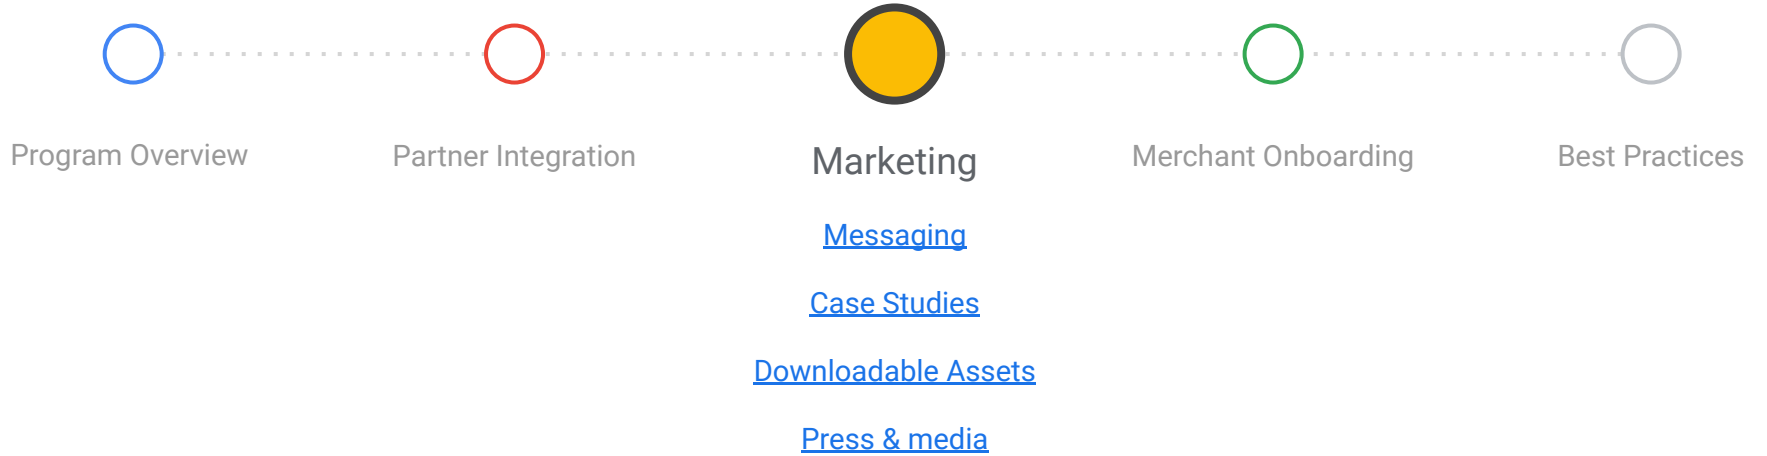 Program Overview
Partner Integration
Marketing
Merchant Onboarding
Best Practices
Messaging
Case Studies
Downloadable Assets
Press & media